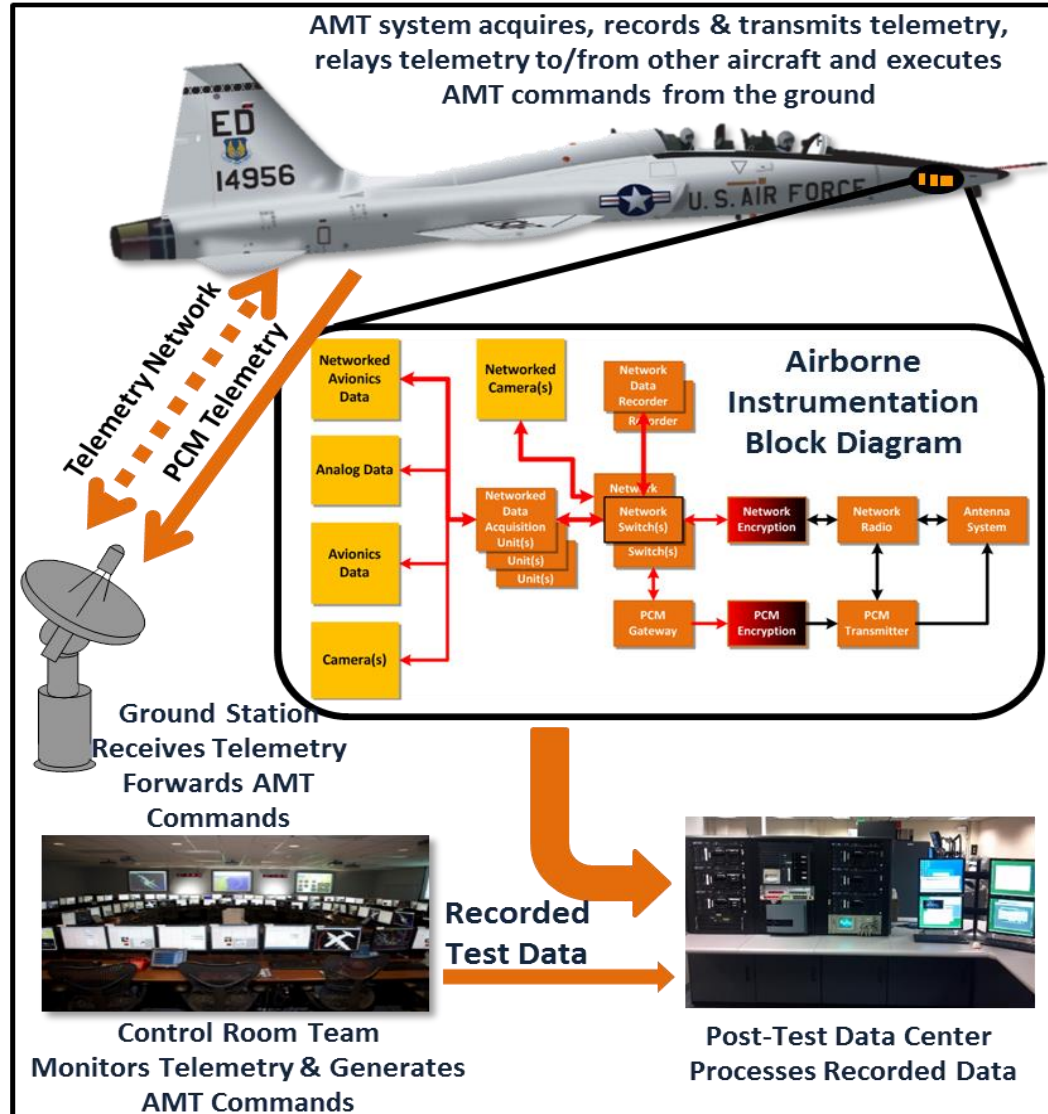 AMT system acquires, records & transmits telemetry,
relays telemetry to/from other aircraft and executes
AMT commands from the ground
ED
14956
U.S. AIR FORCE
Telemetry Network
PCM Telemetry
Airborne
Instrumentation
Block Diagram
Networked
Avionics
Data
Analog Data
Avionics
Data
Camera(s)
Networked
Camera(s)
Network
Data
Recorder
Recorder
Networked
Data
Acquisition
Unit(s)
Unit(s)
Unit(s)
Network
Network
Switch(s)
Switch(s)
Network
Encryption
Network
Radio
Antenna
System
PCM
Gateway
PCM
Encryption
PCM
Transmitter
Ground Station
Receives Telemetry
Forwards AMT
Commands
Recorded
Test Data
Control Room Team
Monitors Telemetry & Generates
AMT Commands
Post-Test Data Center
Processes Recorded Data